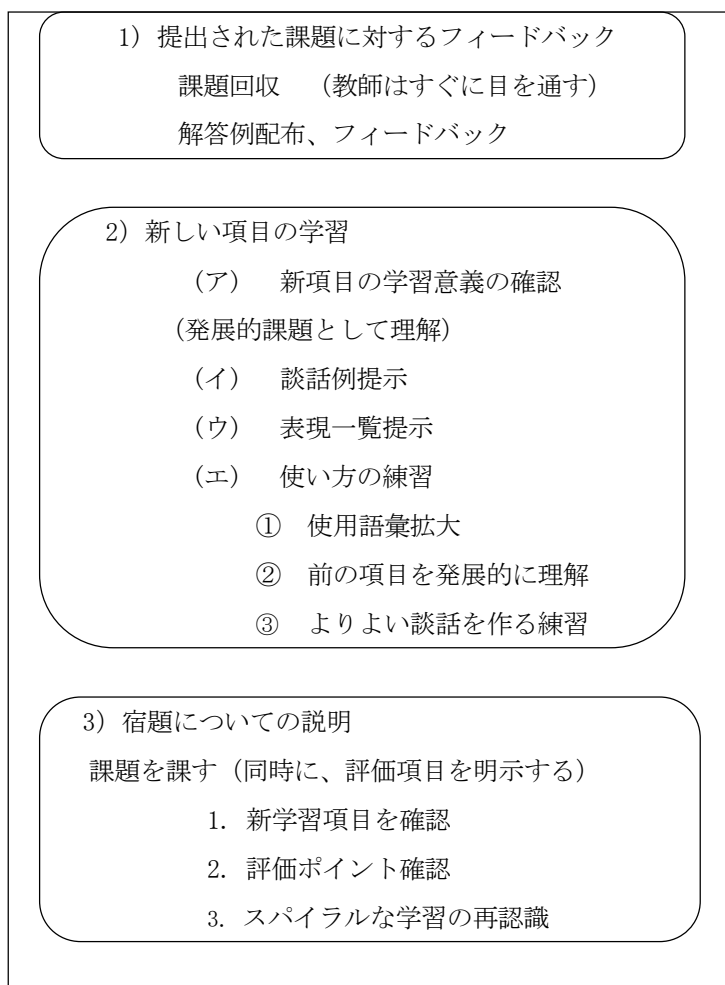 1）提出された課題に対するフィードバック
課題回収　（教師はすぐに目を通す）
解答例配布、フィードバック
2）新しい項目の学習
（ア）　新項目の学習意義の確認
（発展的課題として理解）
（イ）　談話例提示
（ウ）　表現一覧提示
（エ）　使い方の練習
①　使用語彙拡大
②　前の項目を発展的に理解
③　よりよい談話を作る練習
3）宿題についての説明
課題を課す（同時に、評価項目を明示する）
1. 新学習項目を確認
2. 評価ポイント確認
3. スパイラルな学習の再認識